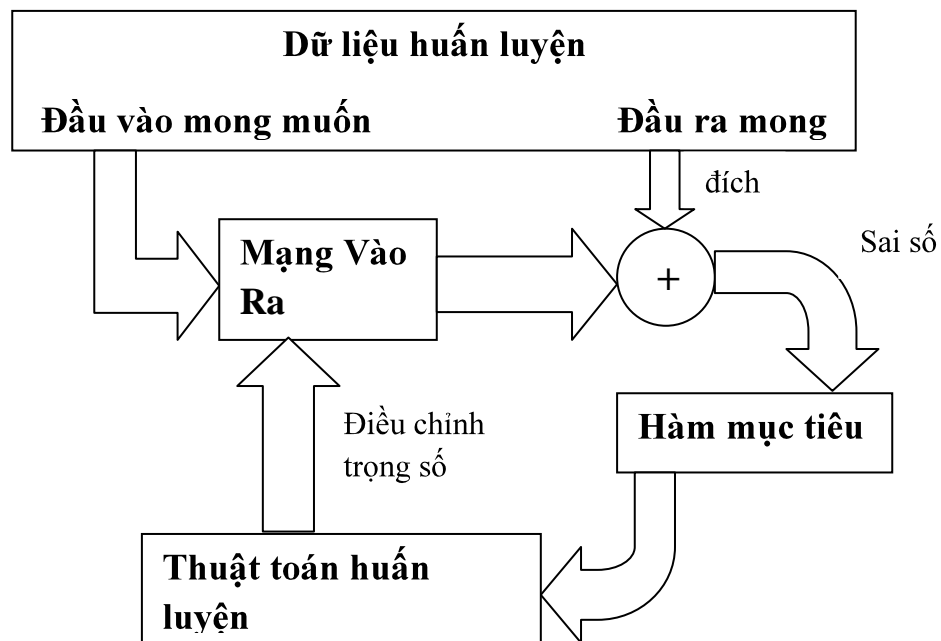 Dữ liệu huấn luyện
Đầu vào mong muốn
Đầu ra mong
đích
Sai số
Mạng Vào
Ra
+
Điều chỉnh
trọng số
Hàm mục tiêu
Thuật toán huấn
luyện